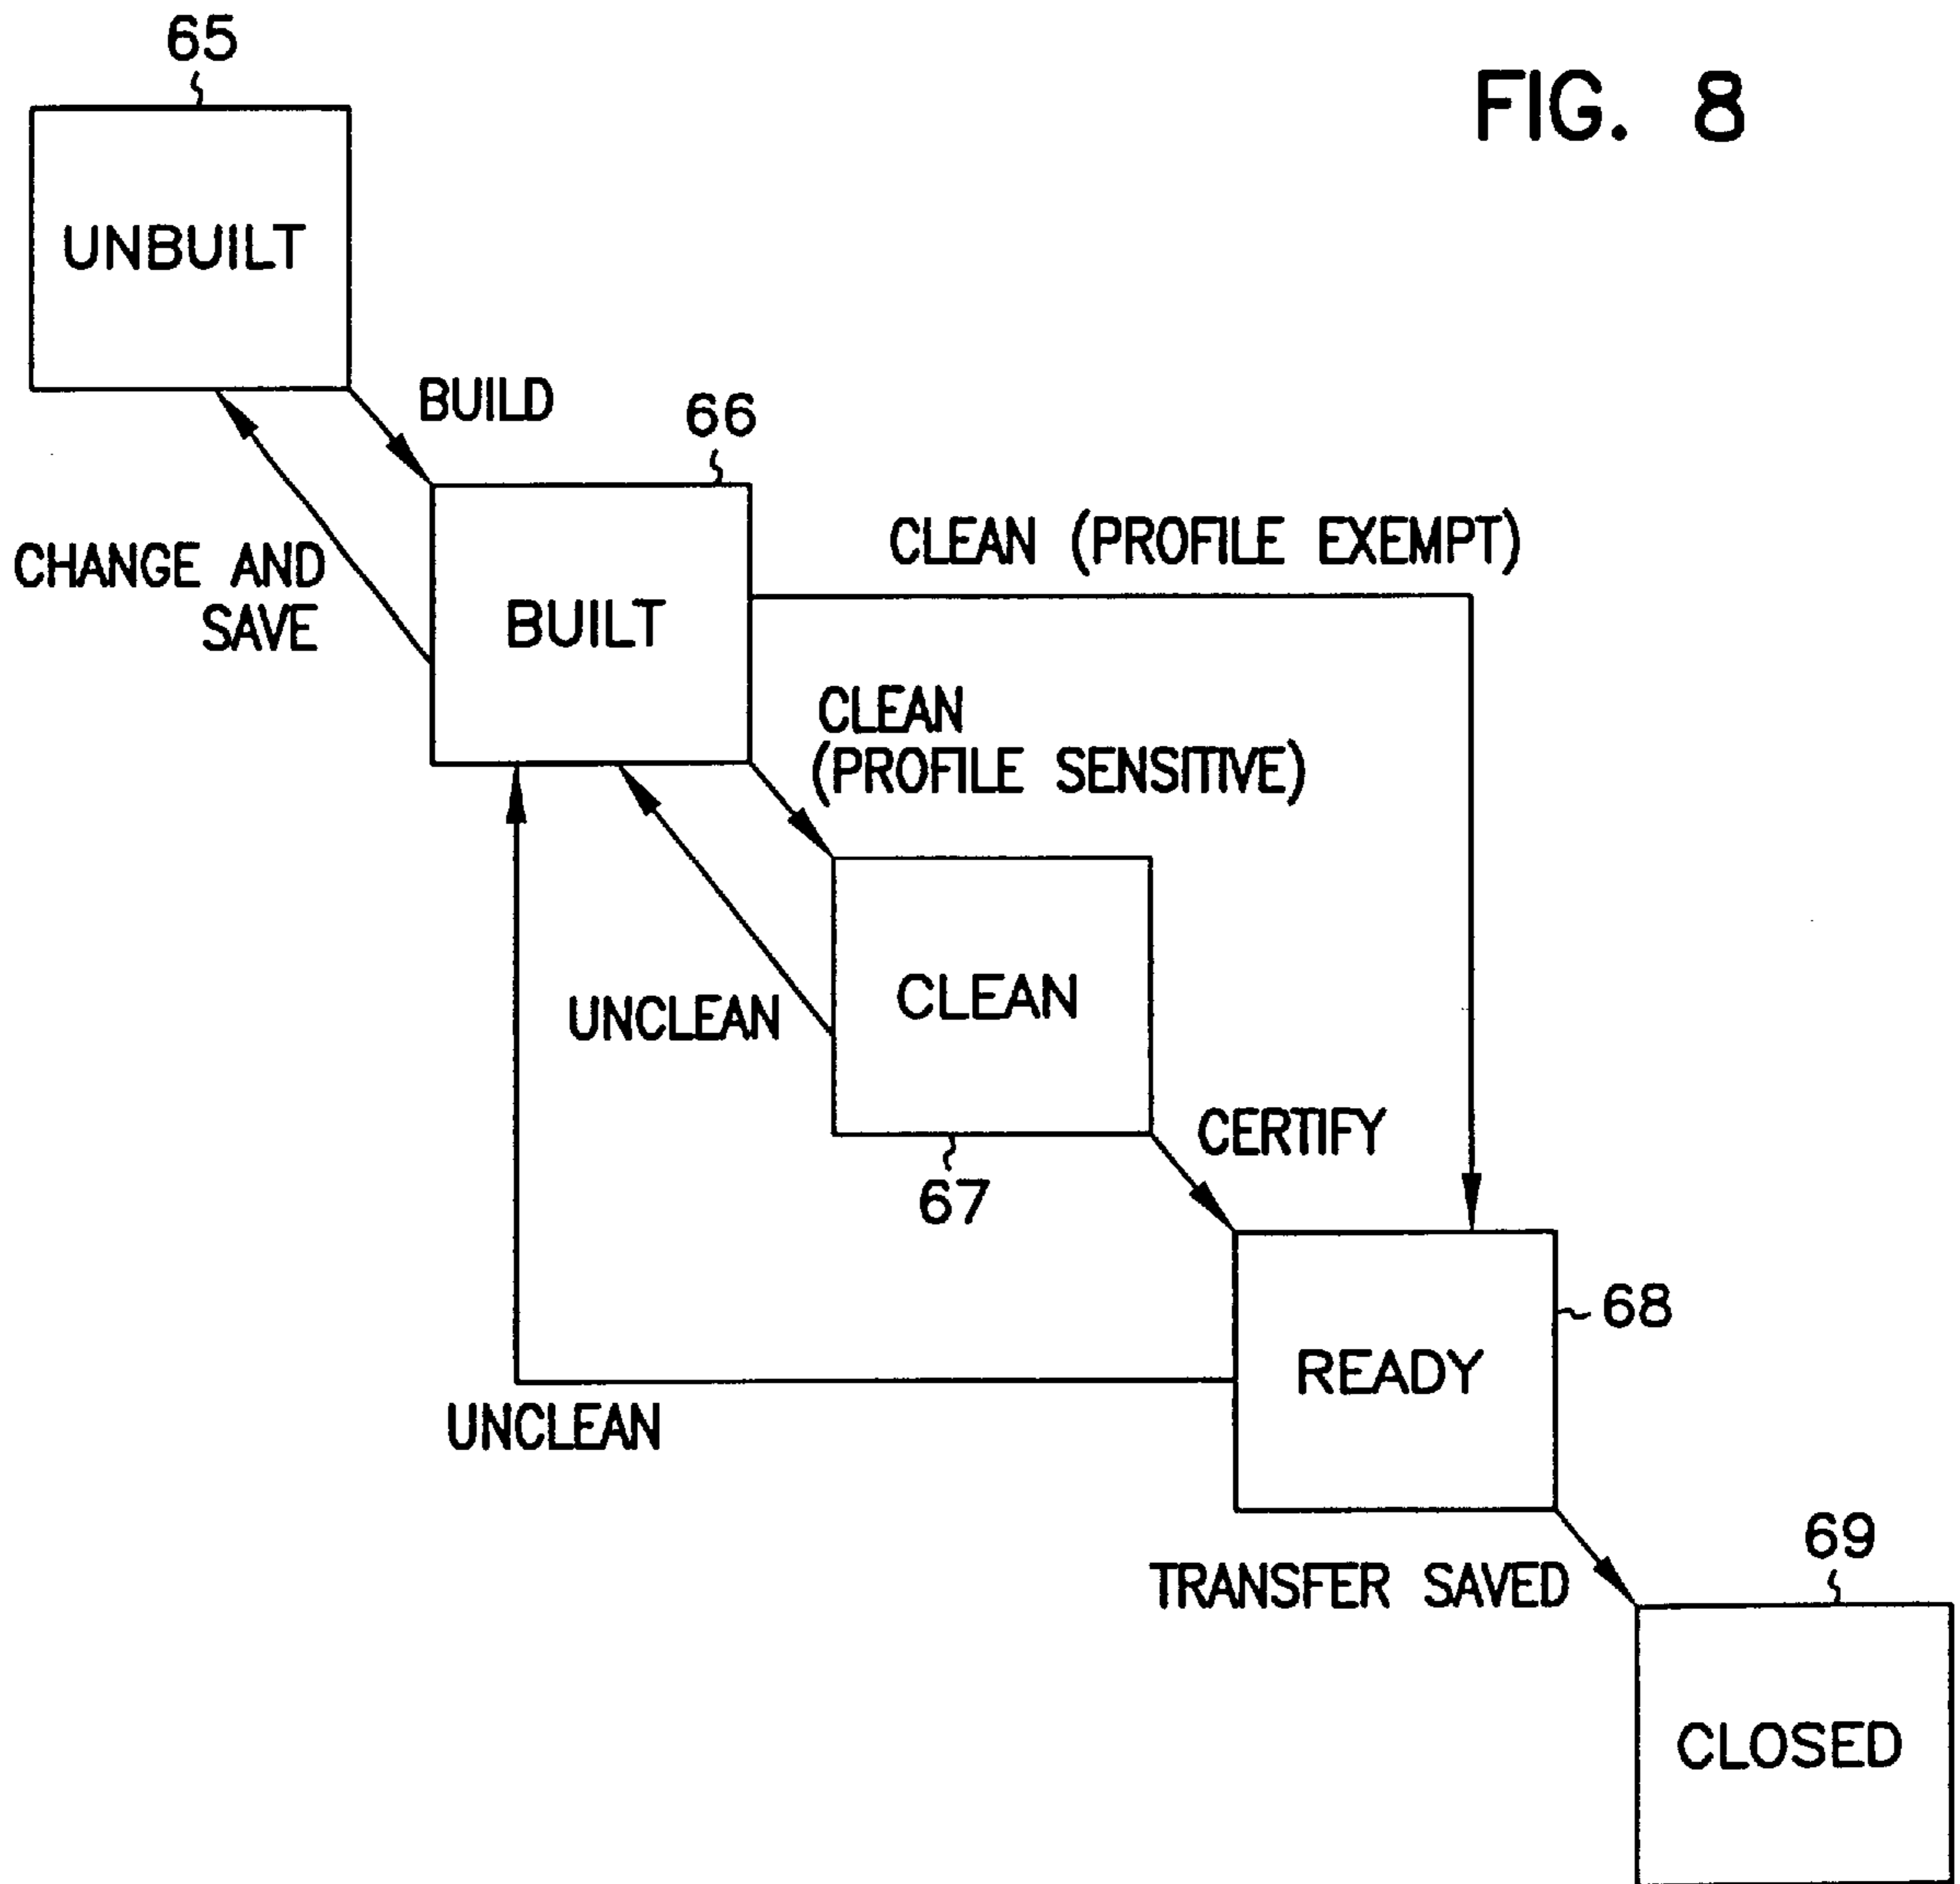 65
FIG. 8
UNBUILT
BUILD
66
CHANGE AND
SAVE
BUILT
CLEAN (PROFILE EXEMPT)
CLEAN
(PROFILE SENSITIVE)
UNCLEAN
CLEAN
CERTIFY
67
68
READY
UNCLEAN
TRANSFER SAVED
69
CLOSED